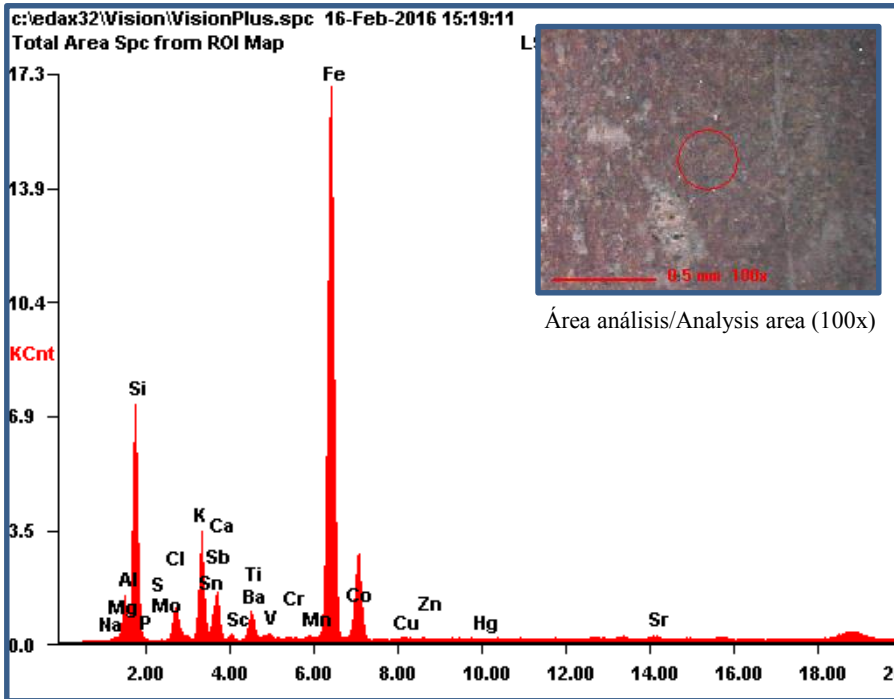 c:\edax32\Vision\VisionPlus.spc 16-Feb-2016 15:19:11
Total Area Spc from ROI Map
17.3
Fe
13.9
10.4
KCnt
Si
6.9
K
Ca
3.5
Cl
Sb
Al
S
Sn
Ti
Mg
Mo
Ba
Cr
Zn
Na
P
Sc
V
Mn
Co
Cu
Hg
Sr
0.0
2.00 4.00 6.00 8.00 10.00 12.00 14.00 16.00 18.00 2
0.5 mm 100x
Área análisis/Analysis area (100x)